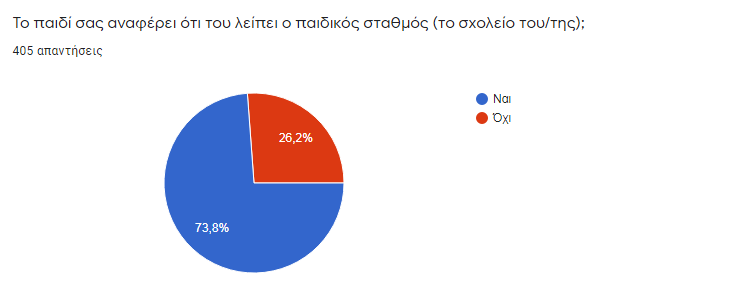 Το παιδί σας αναφέρει ότι του λείπει ο παιδικός σταθμός (το σχολείο του/της);
405 απαντήσεις
Ναι
Όχι
26,2%
73,8%